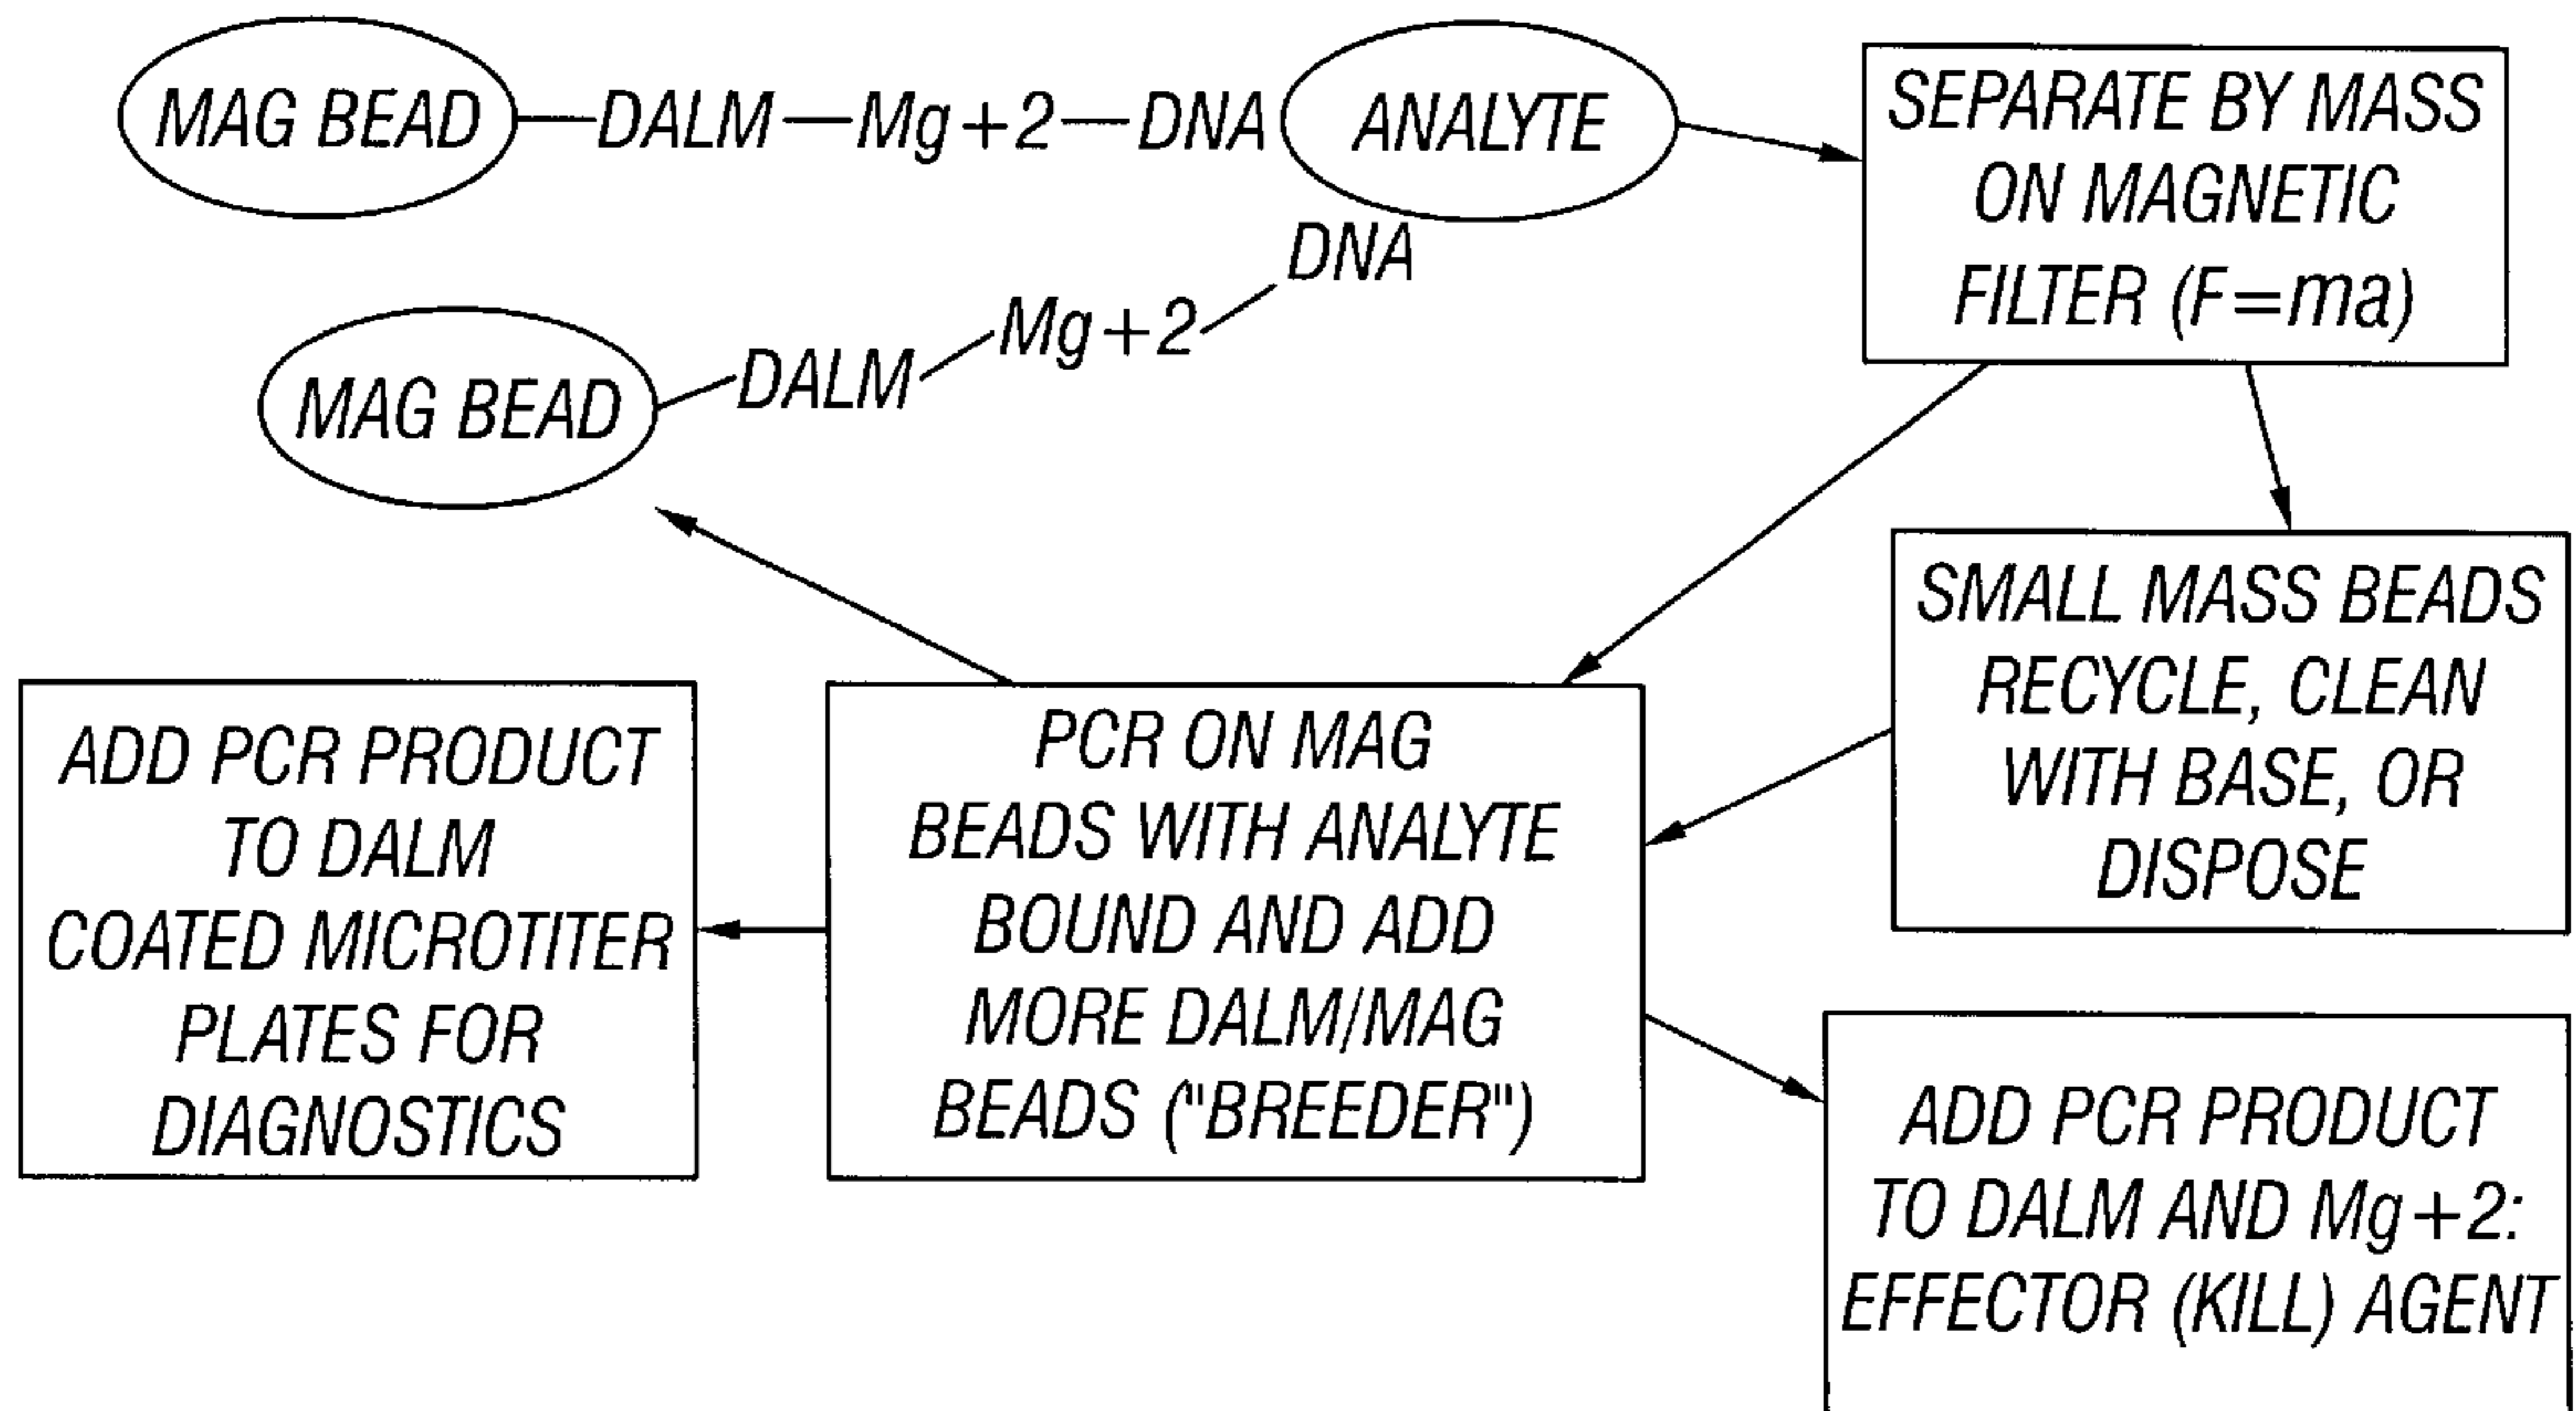 MAG BEAD—DALM—Mg+2—DNA ANALYTE
DNA
Mg+2
DALM
MAG BEAD
SEPARATE BY MASS
ON MAGNETIC
FILTER (F=ma)
SMALL MASS BEADS
RECYCLE, CLEAN
WITH BASE, OR
DISPOSE
ADD PCR PRODUCT
TO DALM
COATED MICROTITER
PLATES FOR
DIAGNOSTICS
PCR ON MAG
BEADS WITH ANALYTE
BOUND AND ADD
MORE DALM/MAG
BEADS ("BREEDER")
ADD PCR PRODUCT
TO DALM AND Mg+2:
EFFECTOR (KILL) AGENT